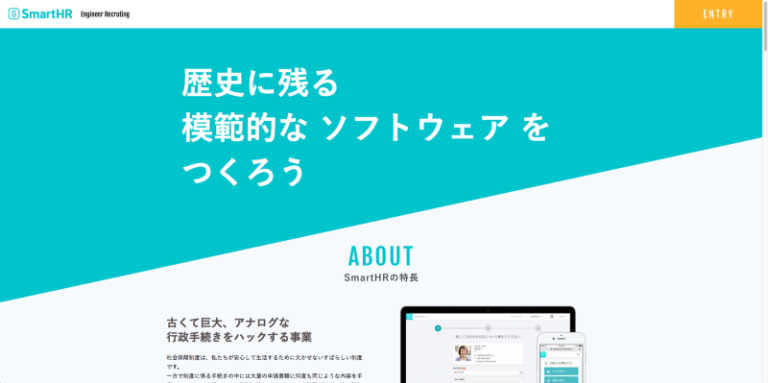 SmartHR Engineer Recruting
ENTRY
歴史に残る
模範的な ソフトウェア を
つくろう
ABOUT
SmartHRの特長
古くて巨大、アナログな
行政手続きをハックする事業
社会保障制度は、私たちが安心して生活するために欠かせないすばらしい制度
です。
一方で制度に係る手続きの中には大量の申請書類に何度も同じような内容を手